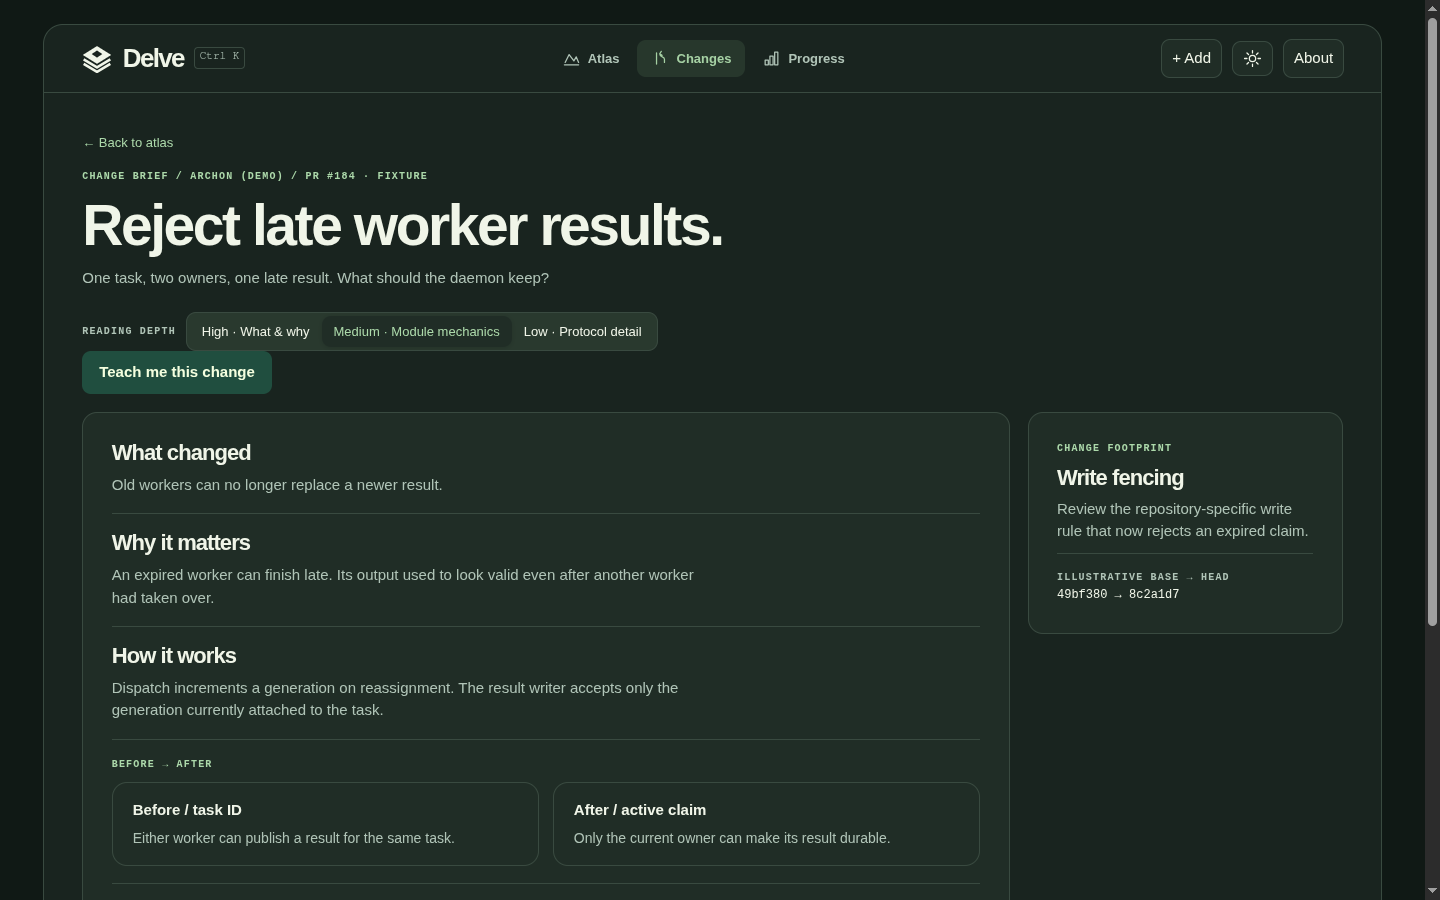 Delve Ctrl K Atlas Changes Progress + Add About
← Back to atlas
CHANGE BRIEF / ARCHON (DEMO) / PR #184 · FIXTURE
Reject late worker results.
One task, two owners, one late result. What should the daemon keep?
READING DEPTH High · What & why Medium · Module mechanics Low · Protocol detail
Teach me this change
What changed
Old workers can no longer replace a newer result.
Why it matters
An expired worker can finish late. Its output used to look valid even after another worker
had taken over.
How it works
Dispatch increments a generation on reassignment. The result writer accepts only the
generation currently attached to the task.
BEFORE → AFTER
Before / task ID
Either worker can publish a result for the same task.
After / active claim
Only the current owner can make its result durable.
CHANGE FOOTPRINT
Write fencing
Review the repository-specific write
rule that now rejects an expired claim.
ILLUSTRATIVE BASE → HEAD
49bf380 → 8c2a1d7